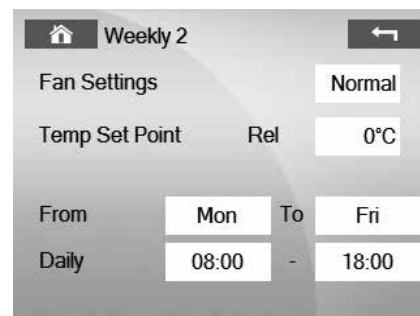 Weekly 2
Fan Settings Normal
Temp Set Point Rel 0°C
From Mon To Fri
Daily 08:00 - 18:00